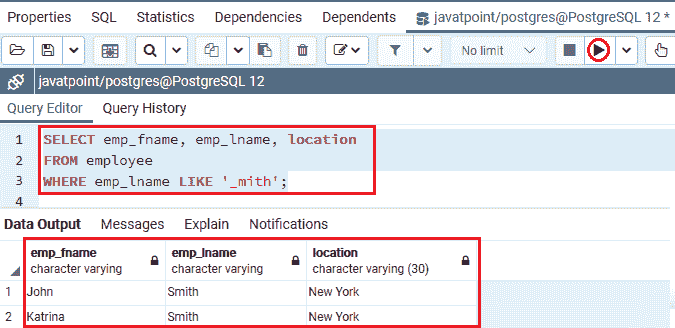 Properties SQL Statistics Dependencies Dependents javatpoint/postgres@PostgreSQL 12 *
No limit
javatpoint/postgres@PostgreSQL 12
Query Editor Query History
1 SELECT emp_fname, emp_lname, location
2 FROM employee
3 WHERE emp_lname LIKE '_mith';
4
Data Output Messages Explain Notifications
emp_fname emp_lname location
character varying character varying character varying (30)
1 John Smith New York
2 Katrina Smith New York